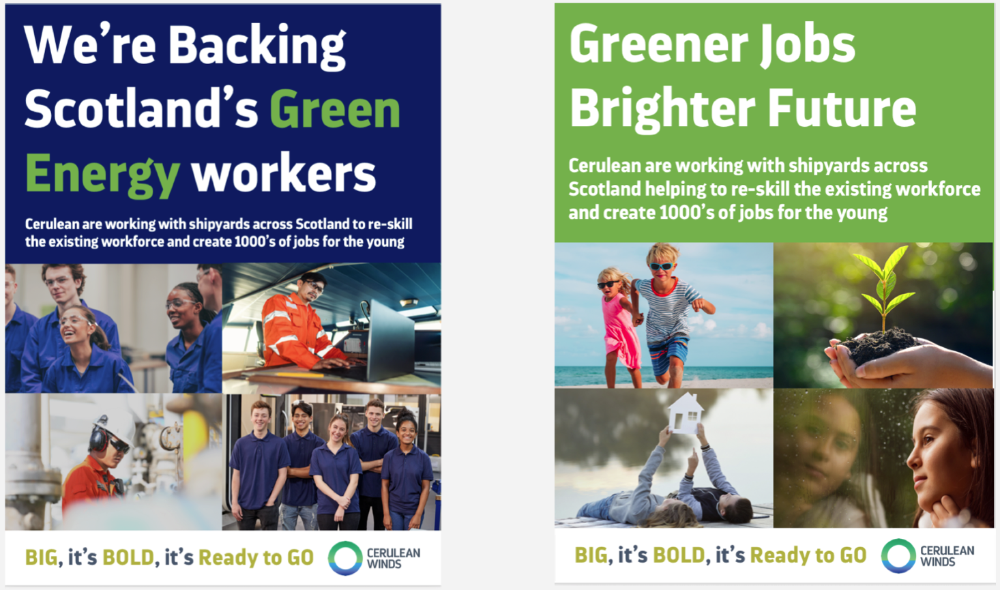 We’re Backing
Scotland’s Green
Energy workers
Cerulean are working with shipyards across Scotland to re-skill
the existing workforce and create 1000’s of jobs for the young
BIG, it’s BOLD, it’s Ready to GO
CERULEAN
WINDS
Greener Jobs
Brighter Future
Cerulean are working with shipyards across
Scotland helping to re-skill the existing workforce
and create 1000’s of jobs for the young
BIG, it’s BOLD, it’s Ready to GO
CERULEAN
WINDS